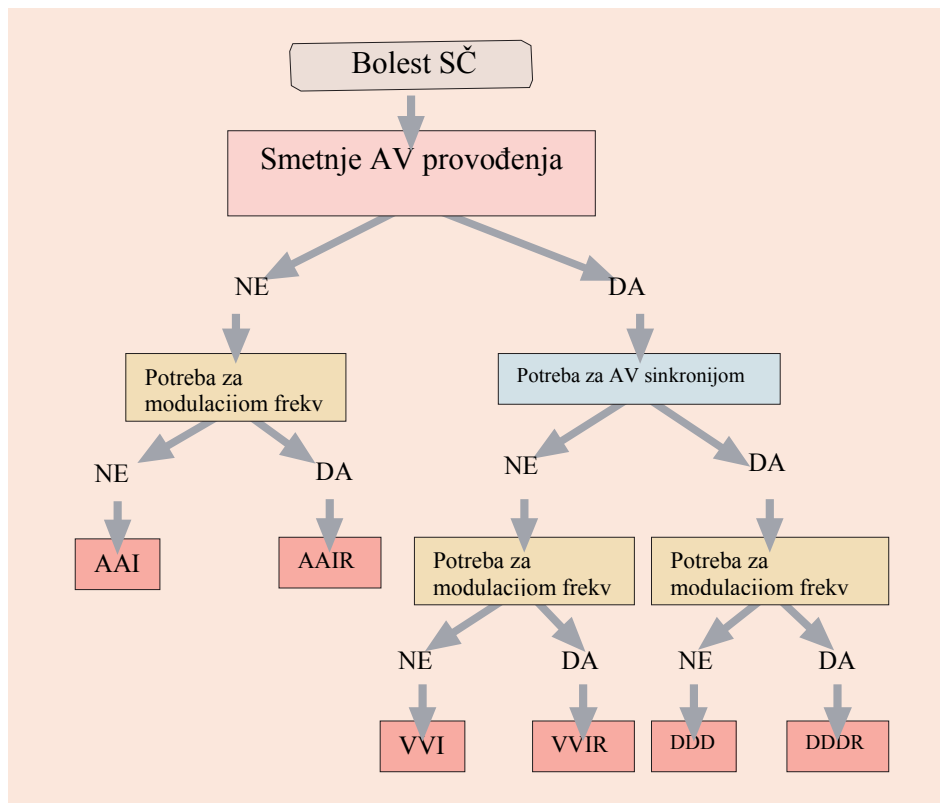 Bolest SČ
Smetnje AV provođenja
NE
DA
Potreba za
modulacijom frekv
Potreba za AV sinkronijom
NE
DA
NE
DA
AAI
AAIR
Potreba za
modulacijom frekv
Potreba za
modulacijom frekv
NE
DA
NE
DA
VVI
VVIR
DDD
DDDR